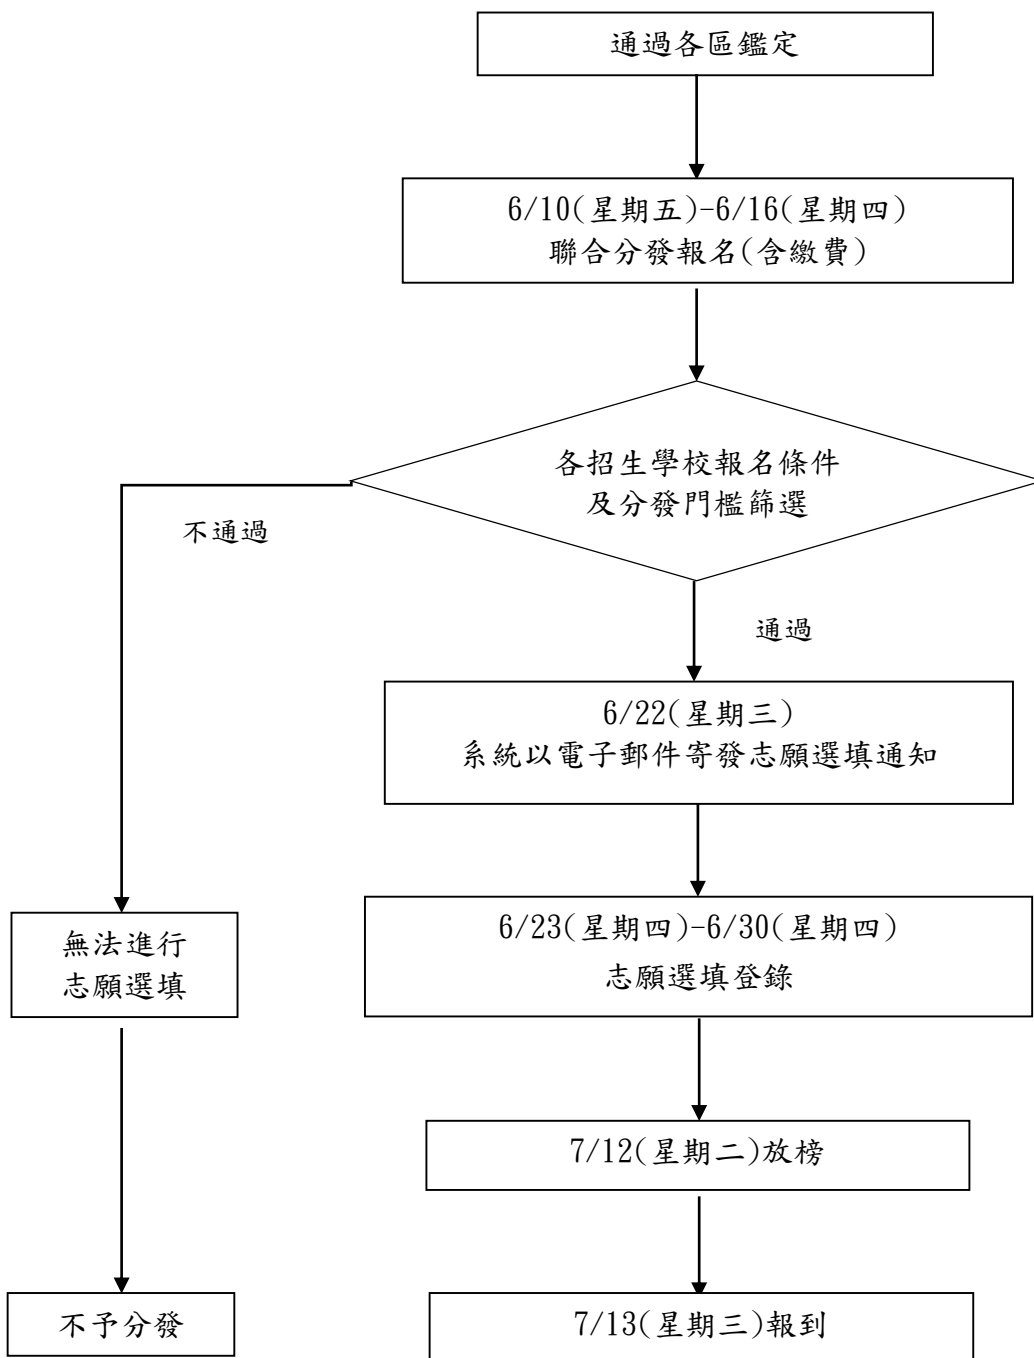 通過各區鑑定
6/10(星期五)-6/16(星期四)
聯合分發報名(含繳費)
各招生學校報名條件
及分發門檻篩選
不通過
通過
6/22(星期三)
系統以電子郵件寄發志願選填通知
6/23(星期四)-6/30(星期四)
志願選填登錄
無法進行
志願選填
7/12(星期二)放榜
不予分發
7/13(星期三)報到